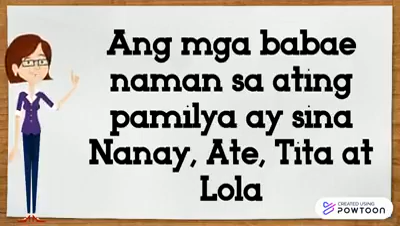 Ang mga babae
naman sa ating
pamilya ay sina
Nanay, Ate, Tita at
Lola
CREATED USING
POWTOON